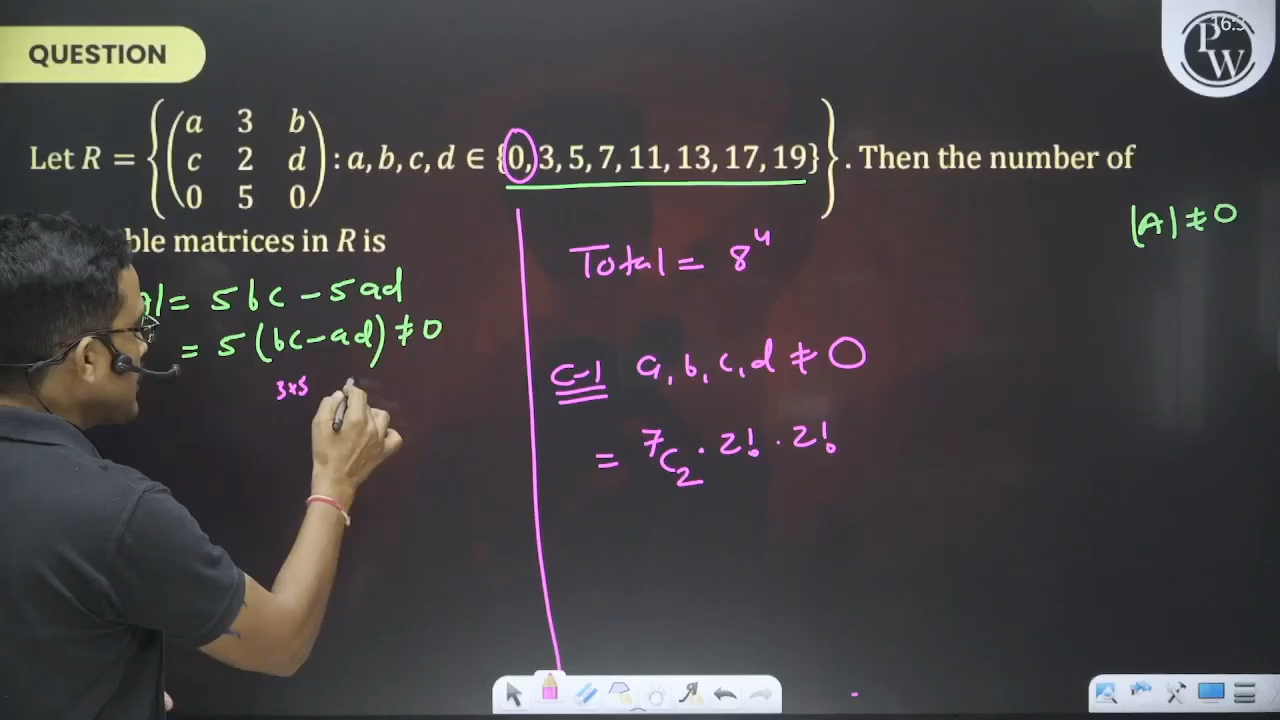 QUESTION
16:3
P
W
Let R = {(a 3 b
c 2 d
0 5 0) : a, b, c, d ∈ {0, 3, 5, 7, 11, 13, 17, 19}}. Then the number of
ble matrices in R is
|A| ≠ 0
| = 5bc - 5ad
= 5(bc - ad) ≠ 0
3×5
Total = 8⁴
C-1 a, b, c, d ≠ 0
= ⁷C₂ · 2! · 2!